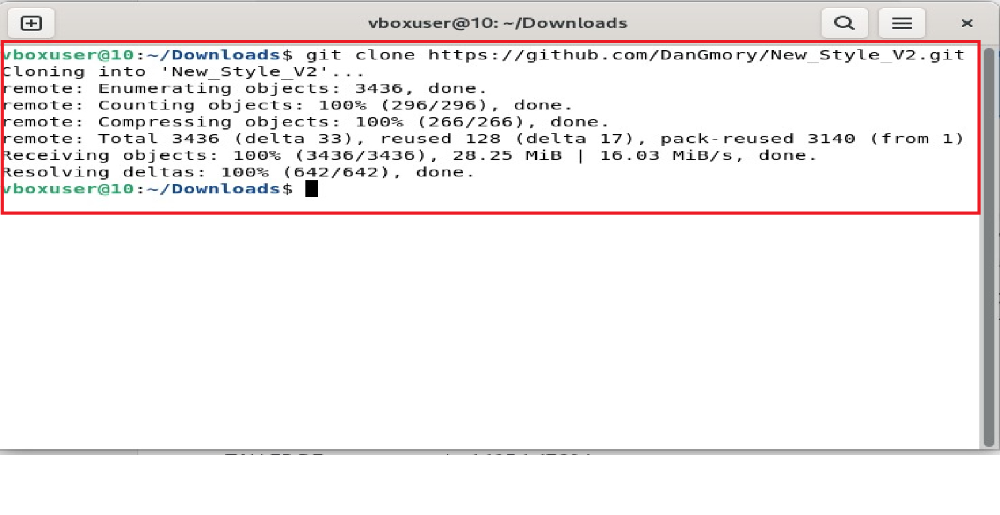 vboxuser@10: ~/Downloads
vboxuser@10:~/Downloads$ git clone https://github.com/DanGmory/New_Style_V2.git
Cloning into 'New_Style_V2'...
remote: Enumerating objects: 3436, done.
remote: Counting objects: 100% (296/296), done.
remote: Compressing objects: 100% (266/266), done.
remote: Total 3436 (delta 33), reused 128 (delta 17), pack-reused 3140 (from 1)
Receiving objects: 100% (3436/3436), 28.25 MiB | 16.03 MiB/s, done.
Resolving deltas: 100% (642/642), done.
vboxuser@10:~/Downloads$